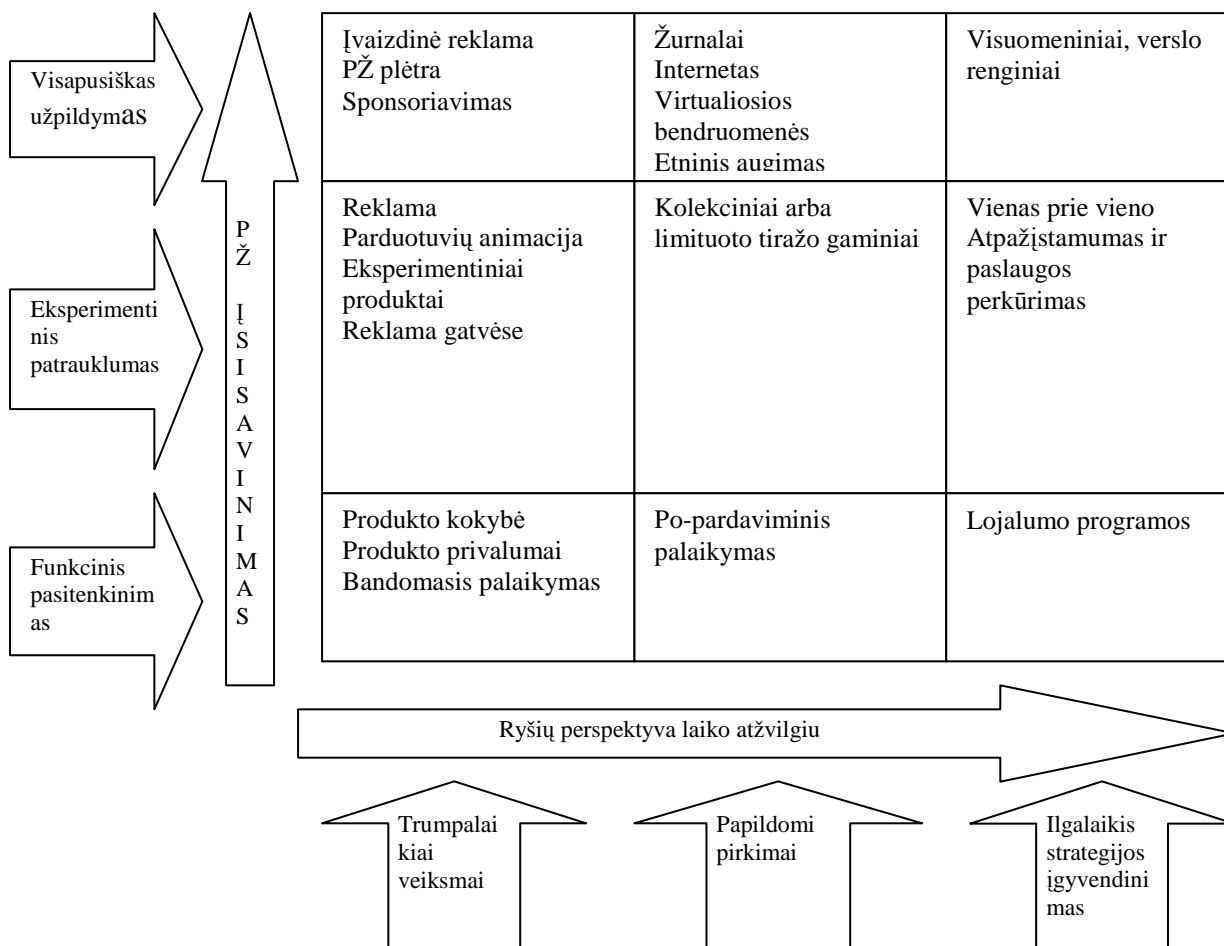 Visapusiškas
užpildymas
Įvaizdinė reklama
PŽ plėtra
Sponsoriavimas
Žurnalai
Internetas
Virtualiosios
bendruomenės
Etninis augimas
Visuomeniniai, verslo
renginiai
Eksperimenti
nis
patrauklumas
P
Ž
Į
S
I
S
A
V
I
N
I
M
A
S
Reklama
Parduotuvių animacija
Eksperimentiniai
produktai
Reklama gatvėse
Kolekciniai arba
limituoto tiražo gaminiai
Vienas prie vieno
Atpažįstamumas ir
paslaugos
perkūrimas
Funkcinis
pasitenkinim
as
Produkto kokybė
Produkto privalumai
Bandomasis palaikymas
Po-pardaviminis
palaikymas
Lojalumo programos
Ryšių perspektyva laiko atžvilgiu
Trumpalai
kiai
veiksmai
Papildomi
pirkimai
Ilgalaikis
strategijos
įgyvendini
mas